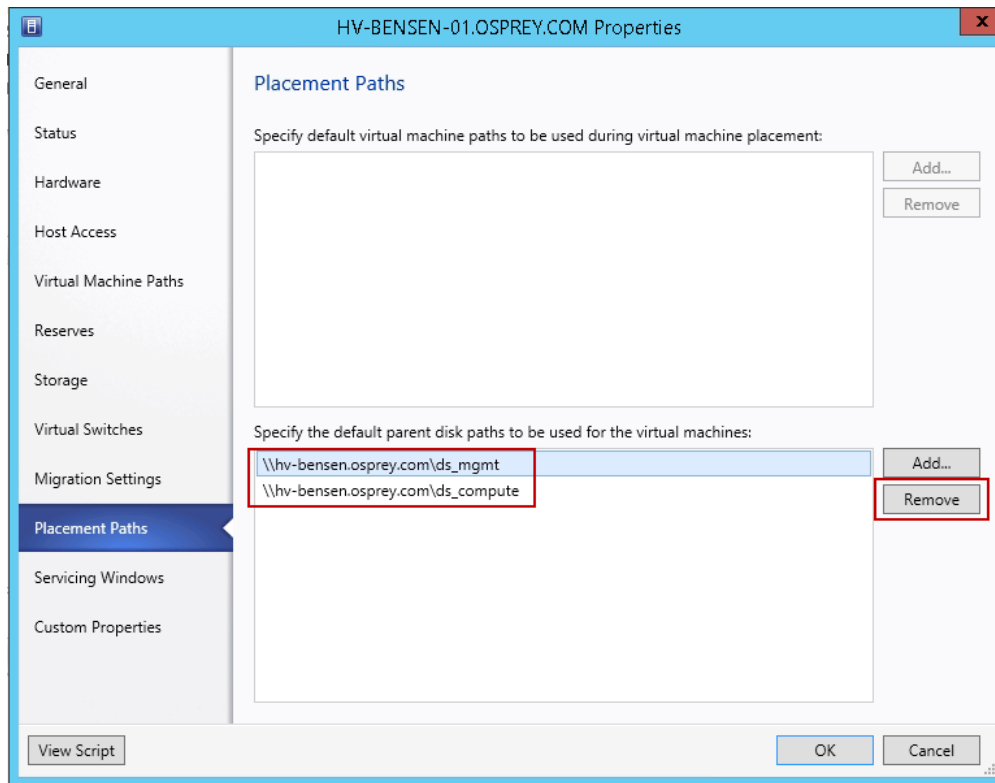 HV-BENSEN-01.OSPREY.COM Properties
x
General
Status
Hardware
Host Access
Virtual Machine Paths
Reserves
Storage
Virtual Switches
Migration Settings
Placement Paths
Servicing Windows
Custom Properties
Placement Paths
Specify default virtual machine paths to be used during virtual machine placement:
Add...
Remove
Specify the default parent disk paths to be used for the virtual machines:
\\hv-bensen.osprey.com\ds_mgmt
\\hv-bensen.osprey.com\ds_compute
Add...
Remove
View Script
OK
Cancel